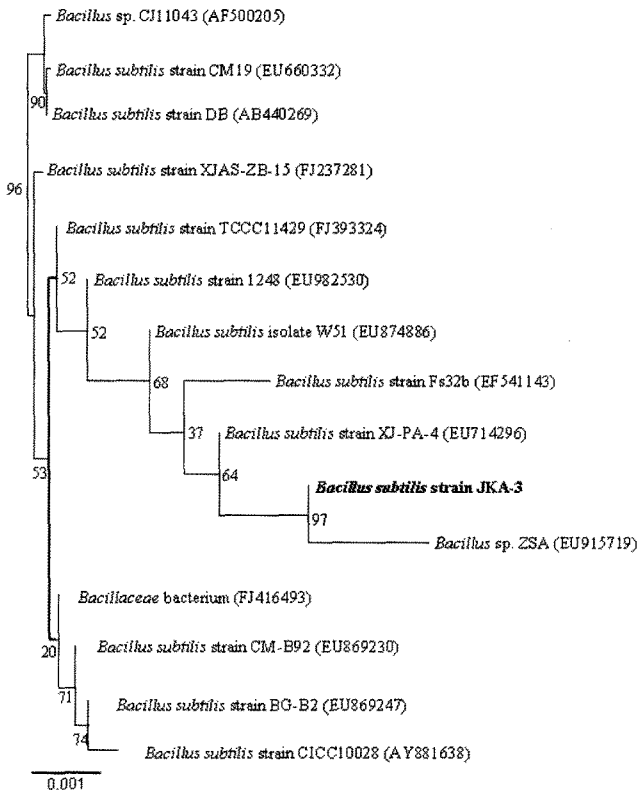 Bacillus sp. CJ11043 (AF500205)
Bacillus subtilis strain CM19 (EU660332)
90
Bacillus subtilis strain DB (AB440269)
Bacillus subtilis strain XJAS-ZB-15 (FJ237281)
96
Bacillus subtilis strain TCCC11429 (FJ393324)
52
Bacillus subtilis strain 1248 (EU982530)
52
Bacillus subtilis isolate W51 (EU874886)
68
Bacillus subtilis strain Fs32b (EF541143)
37
Bacillus subtilis strain XJ-PA-4 (EU714296)
53
64
Bacillus subtilis strain JKA-3
97
Bacillus sp. ZSA (EU915719)
Bacillaceae bacterium (FJ416493)
20
Bacillus subtilis strain CM-B92 (EU869230)
71
Bacillus subtilis strain BG-B2 (EU869247)
74
Bacillus subtilis strain CICC10028 (AY881638)
0.001